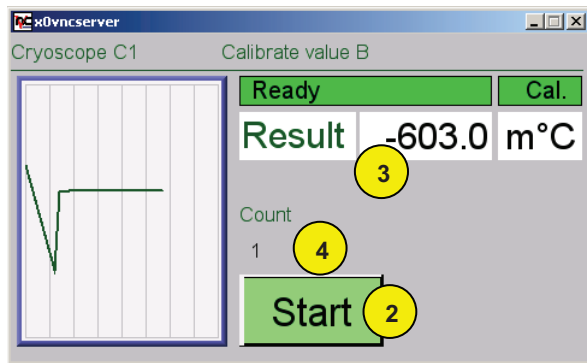 x0vncserver
Cryoscope C1 Calibrate value B
Ready Cal.
Result -603.0 m°C
3
Count
1 4
Start 2